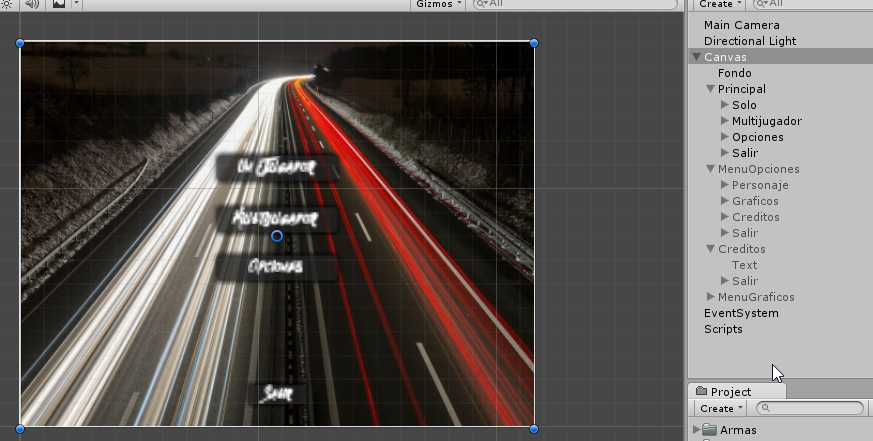 Gizmos
All
Create
All
Main Camera
Directional Light
Canvas
Fondo
Principal
Solo
Multijugador
Opciones
Salir
MenuOpciones
Personaje
Graficos
Creditos
Salir
Creditos
Text
Salir
MenuGraficos
EventSystem
Scripts
Un Jugador
Multijugador
Opciones
Salir
Project
Create
Armas